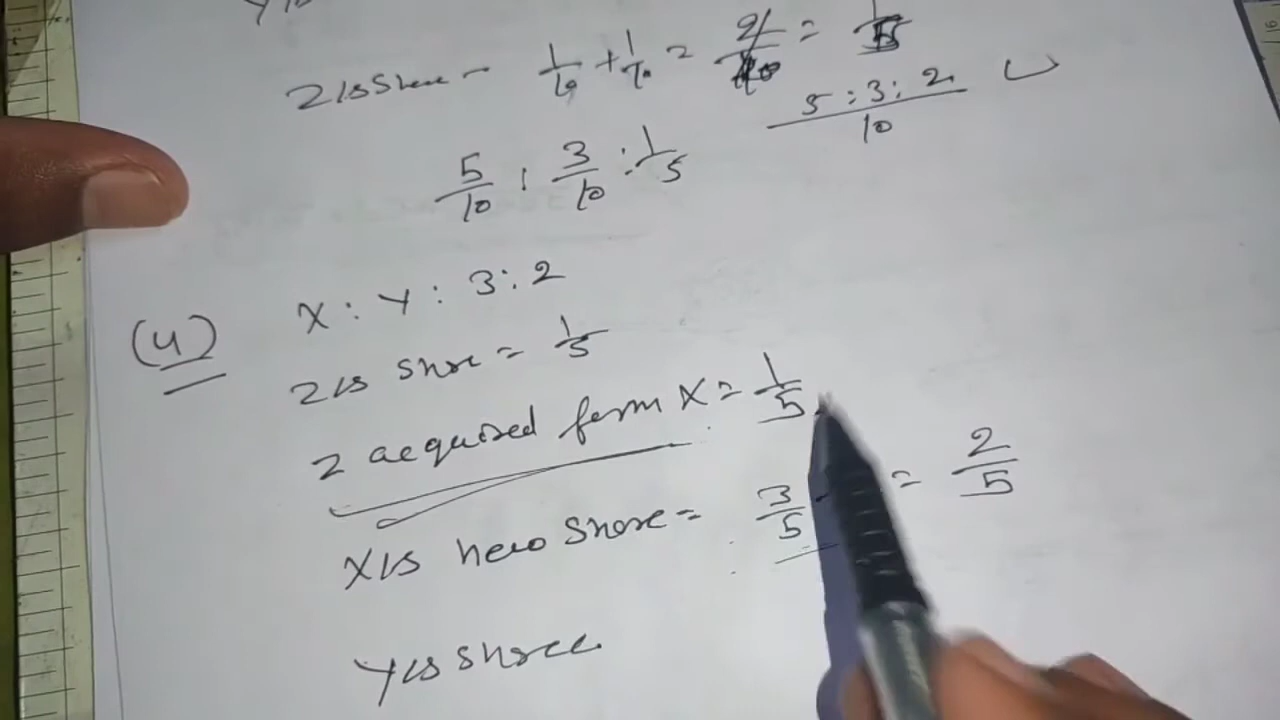 Z's Share - 1/10 + 1/10 = 2/10 = 1/5
5 : 3 : 2 / 10
5/10 : 3/10 : 1/5
(4) X : Y : 3 : 2
Z's Share = 1/5
Z acquired form X = 1/5
X's new Share = 3/5 = 2/5
Y's Share